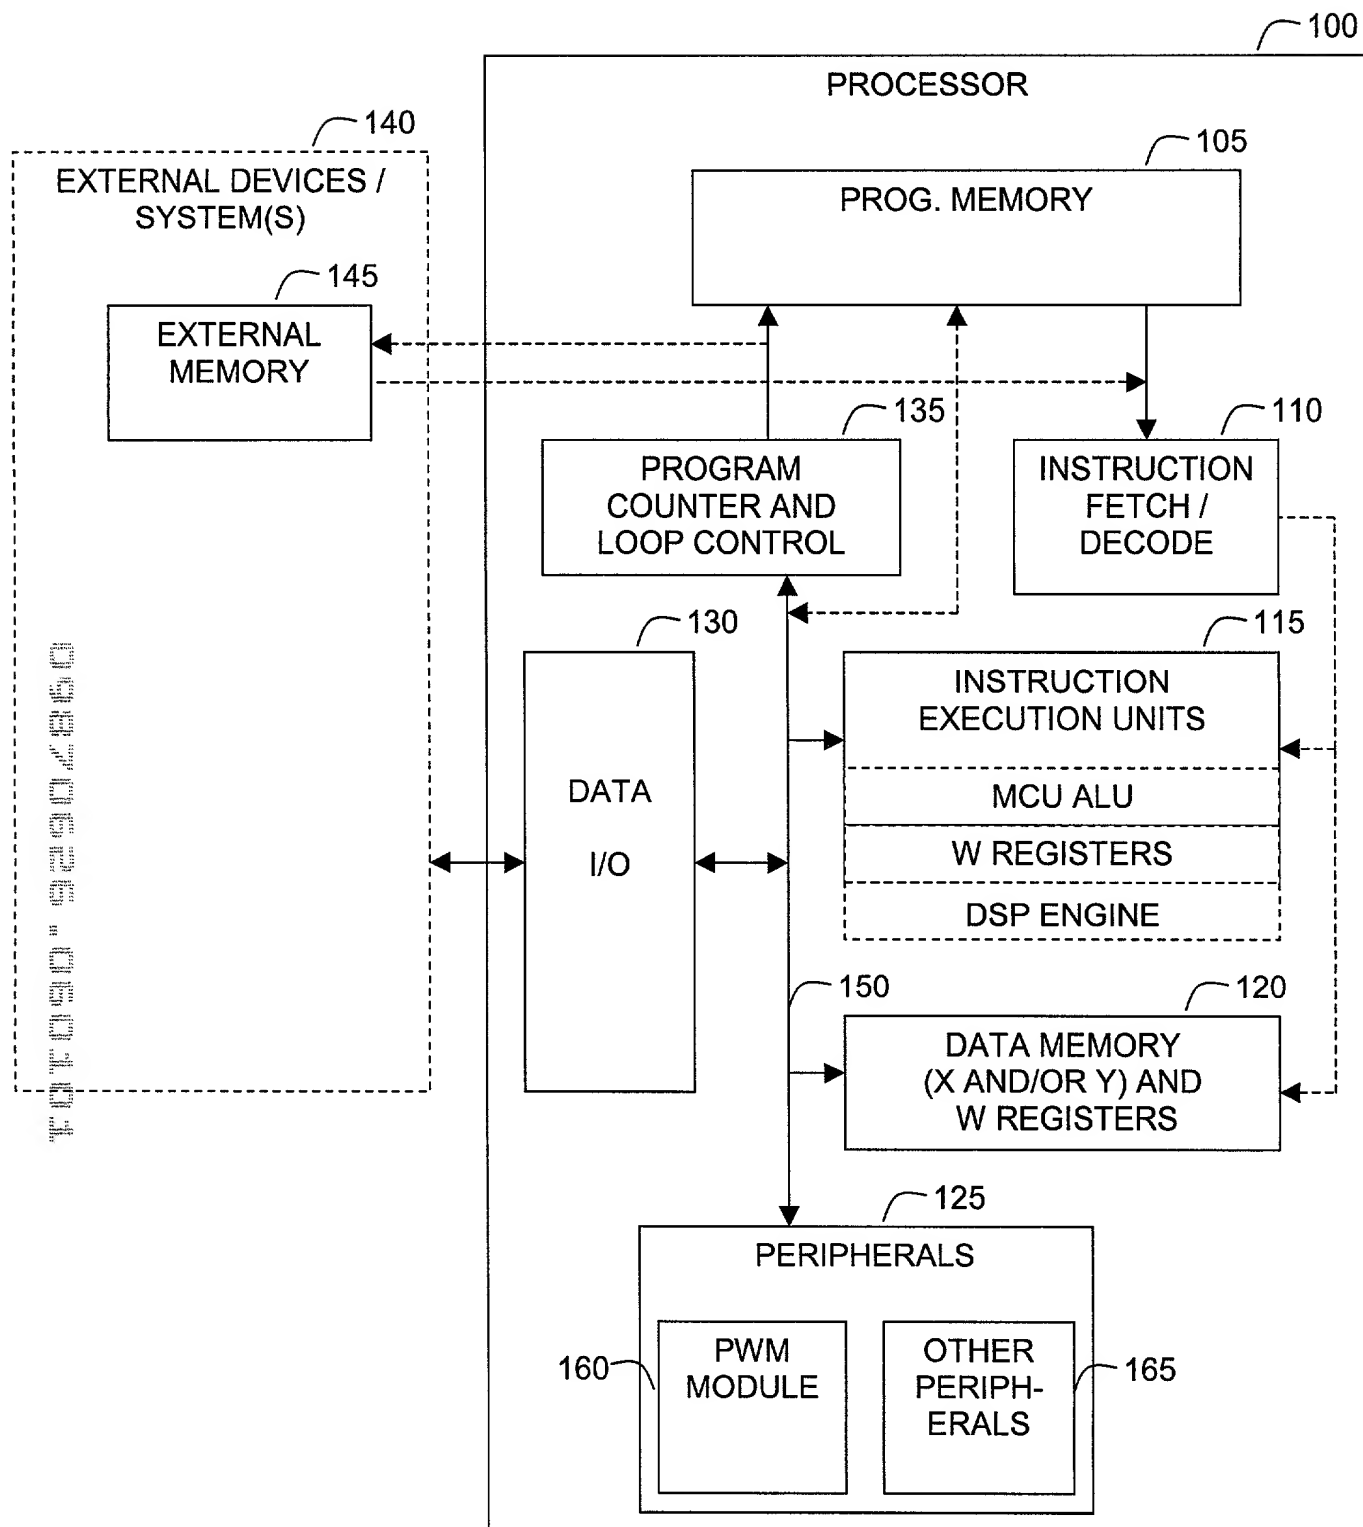 100
PROCESSOR
140
EXTERNAL DEVICES /
SYSTEM(S)
105
PROG. MEMORY
145
EXTERNAL
MEMORY
135
PROGRAM
COUNTER AND
LOOP CONTROL
110
INSTRUCTION
FETCH /
DECODE
130
DATA
I/O
115
INSTRUCTION
EXECUTION UNITS
MCU ALU
W REGISTERS
DSP ENGINE
150
120
DATA MEMORY
(X AND/OR Y) AND
W REGISTERS
125
PERIPHERALS
160
PWM
MODULE
OTHER
PERIPH-
ERALS
165